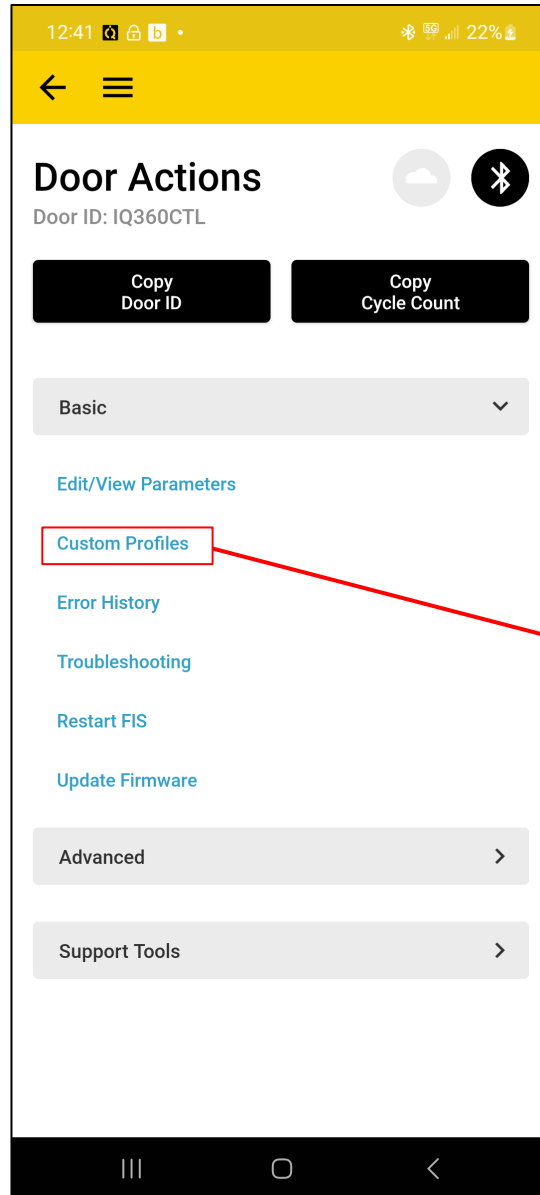 12:41 b
5G 22%
Door Actions
Door ID: IQ360CTL
Copy
Door ID
Copy
Cycle Count
Basic
Edit/View Parameters
Custom Profiles
Error History
Troubleshooting
Restart FIS
Update Firmware
Advanced
Support Tools